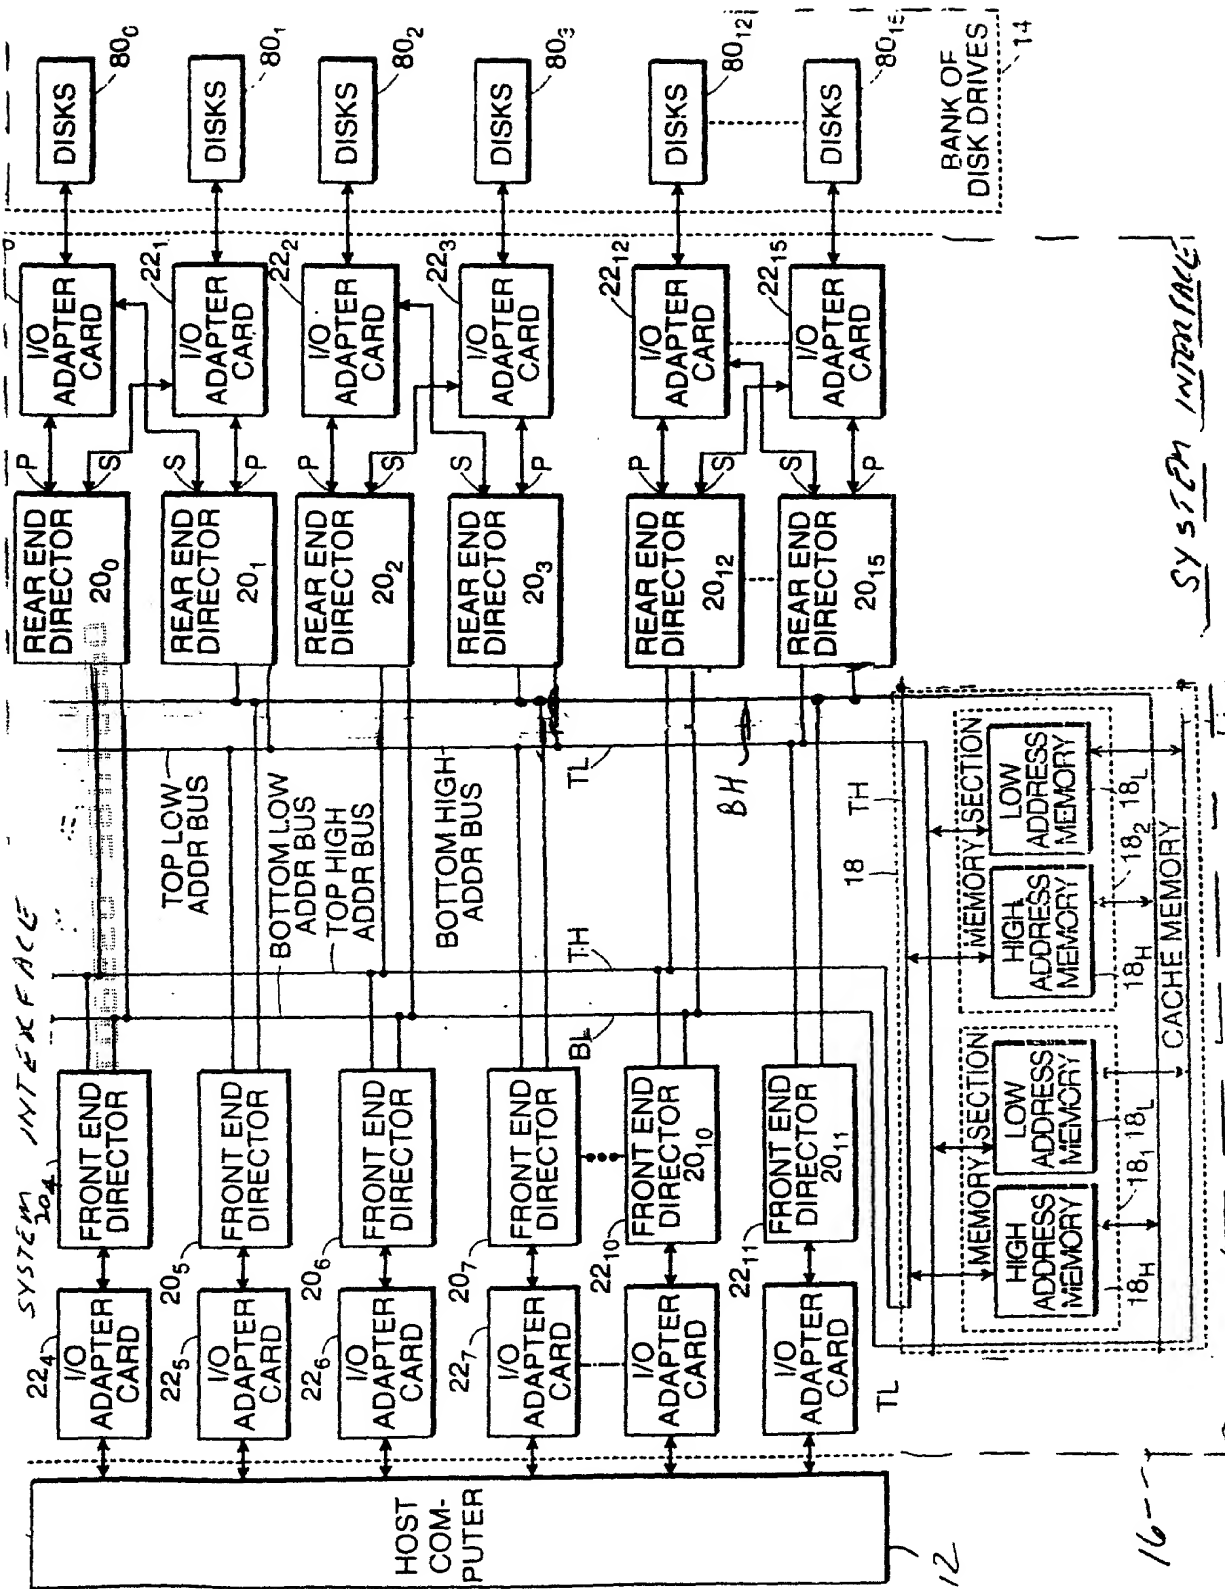 SYSTEM INTERFACE
HOST
COM-
PUTER
12
16
22₄
I/O
ADAPTER
CARD
22₅
I/O
ADAPTER
CARD
22₆
I/O
ADAPTER
CARD
22₇
I/O
ADAPTER
CARD
22₁₀
I/O
ADAPTER
CARD
22₁₁
I/O
ADAPTER
CARD
20₄
FRONT END
DIRECTOR
20₅
FRONT END
DIRECTOR
20₆
FRONT END
DIRECTOR
20₇
FRONT END
DIRECTOR
FRONT END
DIRECTOR
20₁₀
FRONT END
DIRECTOR
20₁₁
TOP LOW
ADDR BUS
BOTTOM LOW
ADDR BUS
TOP HIGH
ADDR BUS
BOTTOM HIGH
ADDR BUS
BL
TH
TL
BH
TL
TH
18
REAR END
DIRECTOR
20₀
REAR END
DIRECTOR
20₁
REAR END
DIRECTOR
20₂
REAR END
DIRECTOR
20₃
REAR END
DIRECTOR
20₁₂
REAR END
DIRECTOR
20₁₅
P
S
S
P
P
S
S
P
P
S
S
P
I/O
ADAPTER
CARD
22₁
I/O
ADAPTER
CARD
22₂
I/O
ADAPTER
CARD
22₃
I/O
ADAPTER
CARD
22₁₂
I/O
ADAPTER
CARD
22₁₅
I/O
ADAPTER
CARD
DISKS
80₀
DISKS
80₁
DISKS
80₂
DISKS
80₃
DISKS
80₁₂
DISKS
80₁₅
BANK OF
DISK DRIVES
14
MEMORY SECTION
HIGH
ADDRESS
MEMORY
LOW
ADDRESS
MEMORY
18H
18₁
18L
MEMORY SECTION
HIGH
ADDRESS
MEMORY
LOW
ADDRESS
MEMORY
18H
18₂
18L
CACHE MEMORY
SYSTEM INTERFACE